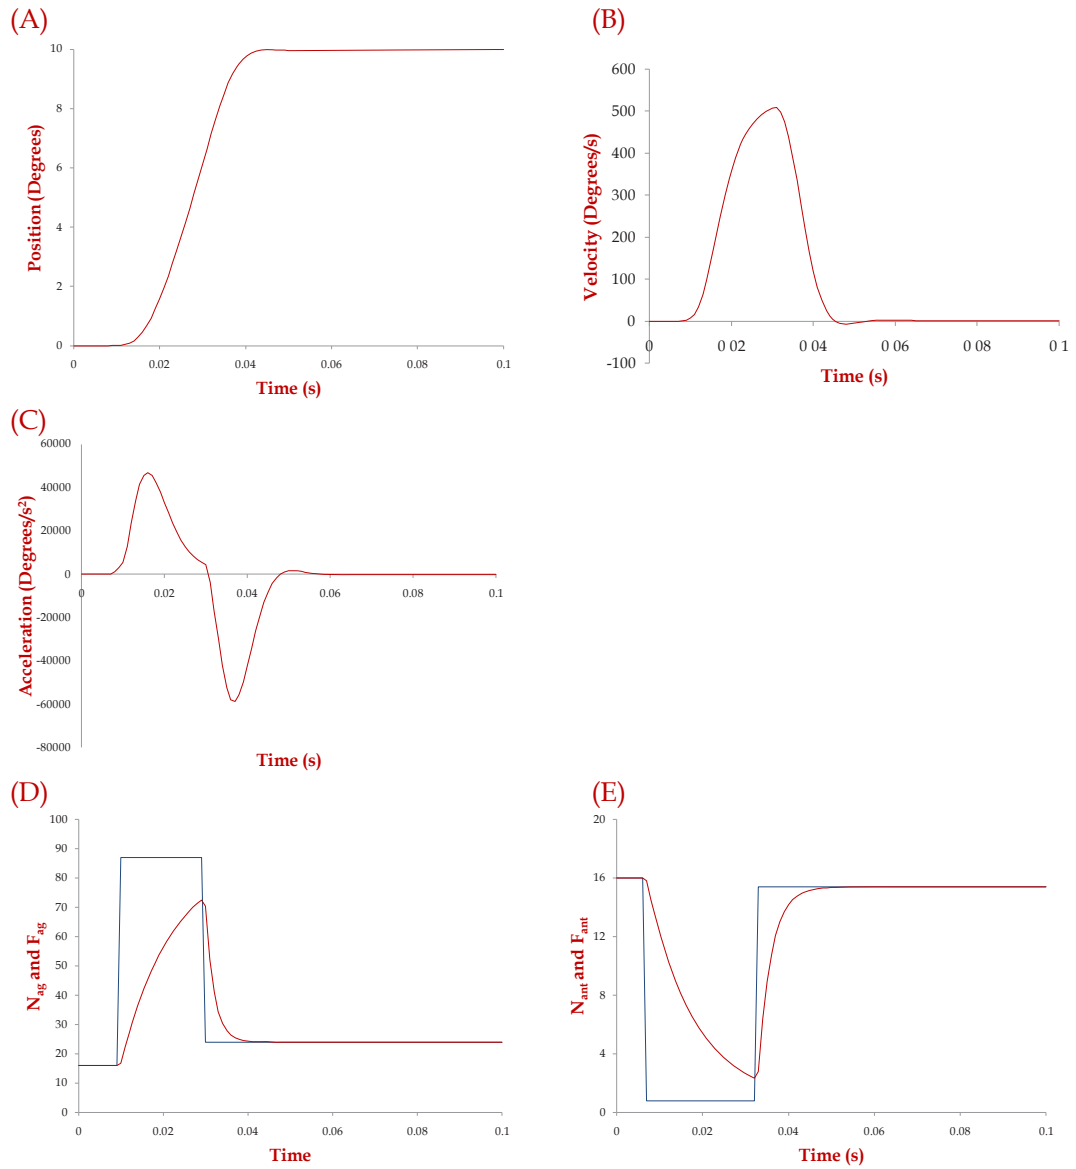 (A)
10
8
6
4
2
0
Position (Degrees)
0 0.02 0.04 0.06 0.08 0.1
Time (s)
(B)
600
500
400
300
200
100
0
-100
Velocity (Degrees/s)
0 0 02 0 04 0 06 0 08 0 1
Time (s)
(C)
60000
40000
20000
0
-20000
-40000
-60000
-80000
Acceleration (Degrees/s²)
0 0.02 0.04 0.06 0.08 0.1
Time (s)
(D)
100
90
80
70
60
50
40
30
20
10
0
N_ag and F_ag
0 0.02 0.04 0.06 0.08 0.1
Time
(E)
20
16
12
8
4
0
N_ant and F_ant
0 0.02 0.04 0.06 0.08 0.1
Time (s)